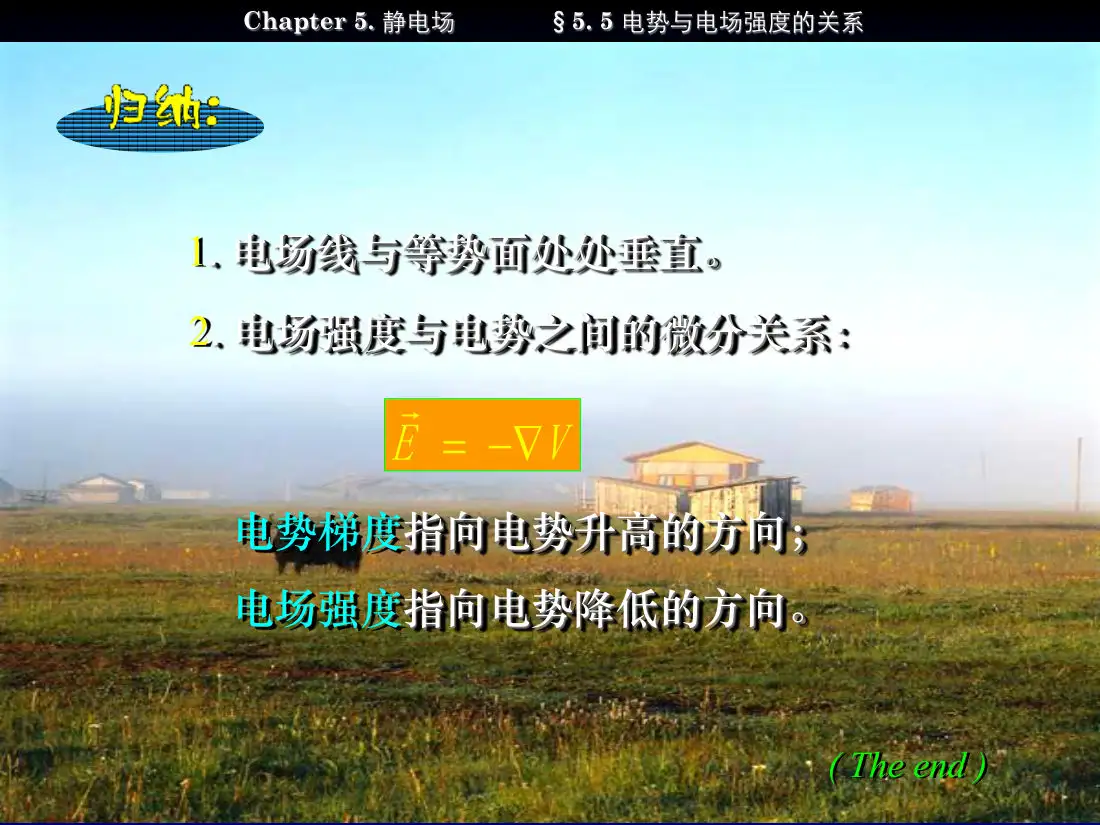 Chapter 5. 静电场 §5. 5 电势与电场强度的关系
归纳：
1. 电场线与等势面处处垂直。
2. 电场强度与电势之间的微分关系：
$\vec{E} = -\nabla V$
电势梯度指向电势升高的方向；
电场强度指向电势降低的方向。
( The end )